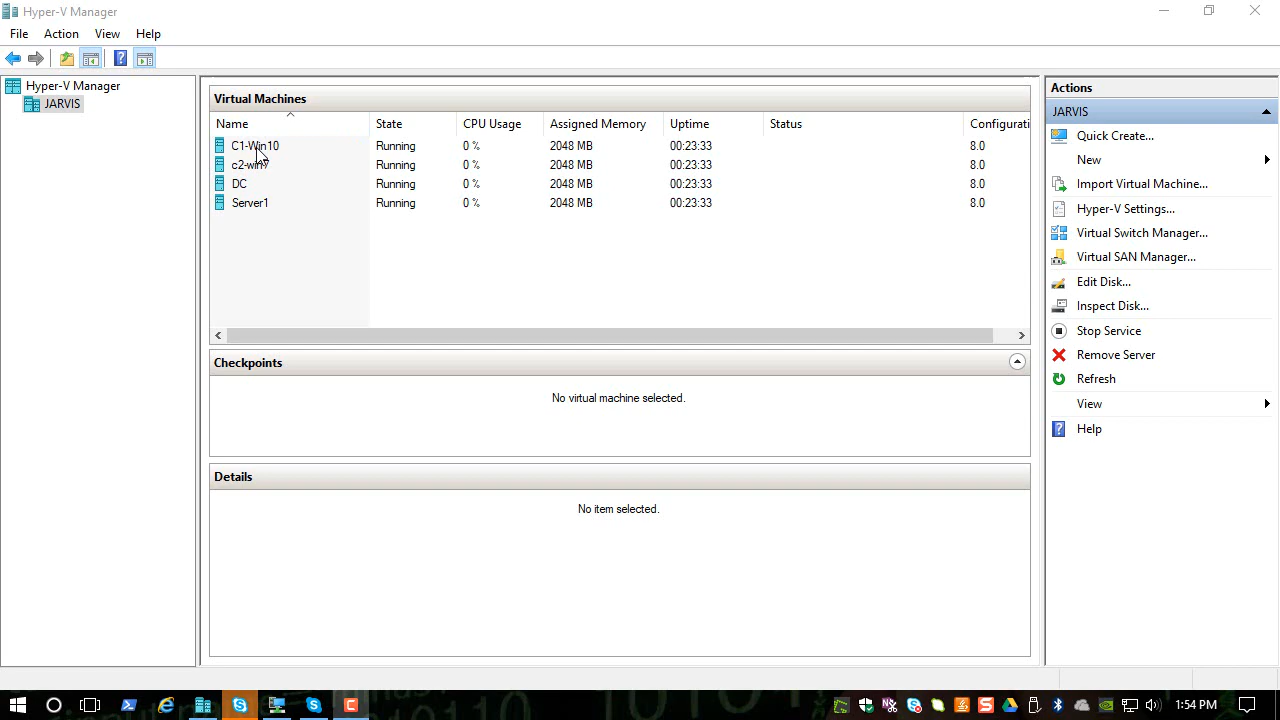 Hyper-V Manager
File Action View Help
Hyper-V Manager
JARVIS
Virtual Machines
Name State CPU Usage Assigned Memory Uptime Status Configurati
C1-Win10 Running 0 % 2048 MB 00:23:33 8.0
c2-win7 Running 0 % 2048 MB 00:23:33 8.0
DC Running 0 % 2048 MB 00:23:33 8.0
Server1 Running 0 % 2048 MB 00:23:33 8.0
Checkpoints
No virtual machine selected.
Details
No item selected.
Actions
JARVIS
Quick Create...
New
Import Virtual Machine...
Hyper-V Settings...
Virtual Switch Manager...
Virtual SAN Manager...
Edit Disk...
Inspect Disk...
Stop Service
Remove Server
Refresh
View
Help
1:54 PM